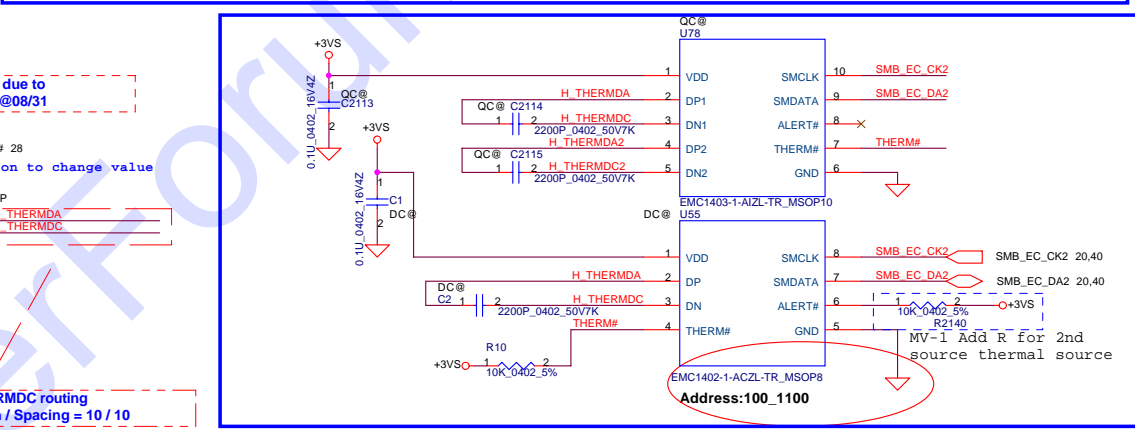 due to
@08/31
# 28
on to change value
P
THERMDA
THERMDC
RMDC routing
/ Spacing = 10 / 10
QC@
U78
+3VS
1
VDD
SMCLK
10
SMB_EC_CK2
1
QC@
C2113
2
0.1U_0402_16V4Z
H_THERMDA
2
DP1
SMDATA
9
SMB_EC_DA2
QC@ C2114
1
2
H_THERMDC
2200P_0402_50V7K
3
DN1
ALERT#
8
H_THERMDA2
4
DP2
THERM#
7
THERM#
QC@ C2115
1
2
H_THERMDC2
2200P_0402_50V7K
5
DN2
GND
6
EMC1403-1-AIZL-TR_MSOP10
+3VS
1
C1
DC@
2
0.1U_0402_16V4Z
DC@ U55
1
VDD
SMCLK
8
SMB_EC_CK2
SMB_EC_CK2 20,40
H_THERMDA
2
DP
SMDATA
7
SMB_EC_DA2
SMB_EC_DA2 20,40
DC@
C2
1
2
H_THERMDC
2200P_0402_50V7K
3
DN
ALERT#
6
1
2
+3VS
10K_0402_5%
R2140
THERM#
4
THERM#
GND
5
R10
+3VS
1
2
10K_0402_5%
MV-1 Add R for 2nd
source thermal source
EMC1402-1-ACZL-TR_MSOP8
Address:100_1100
erForu